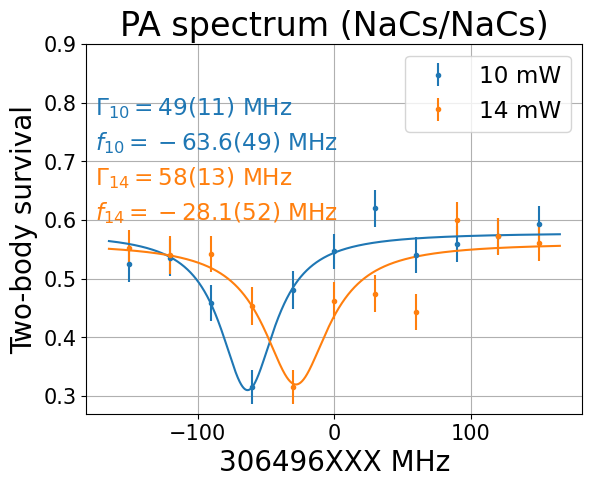 PA spectrum (NaCs/NaCs)
0.9
0.8
0.7
0.6
0.5
0.4
0.3
Two-body survival
10 mW
14 mW
Γ₁₀ = 49(11) MHz
f₁₀ = −63.6(49) MHz
Γ₁₄ = 58(13) MHz
f₁₄ = −28.1(52) MHz
−100 0 100
306496XXX MHz